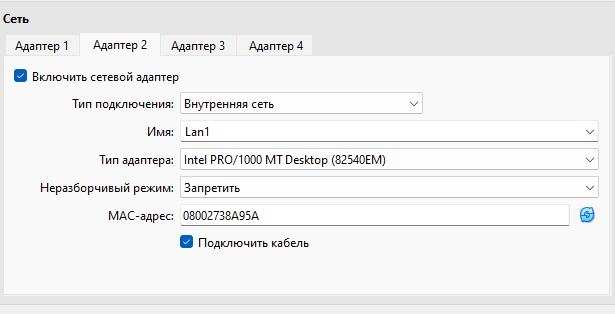 Сеть
Адаптер 1 Адаптер 2 Адаптер 3 Адаптер 4
Включить сетевой адаптер
Тип подключения: Внутренняя сеть
Имя: Lan1
Тип адаптера: Intel PRO/1000 MT Desktop (82540EM)
Неразборчивый режим: Запретить
MAC-адрес: 08002738A95A
Подключить кабель